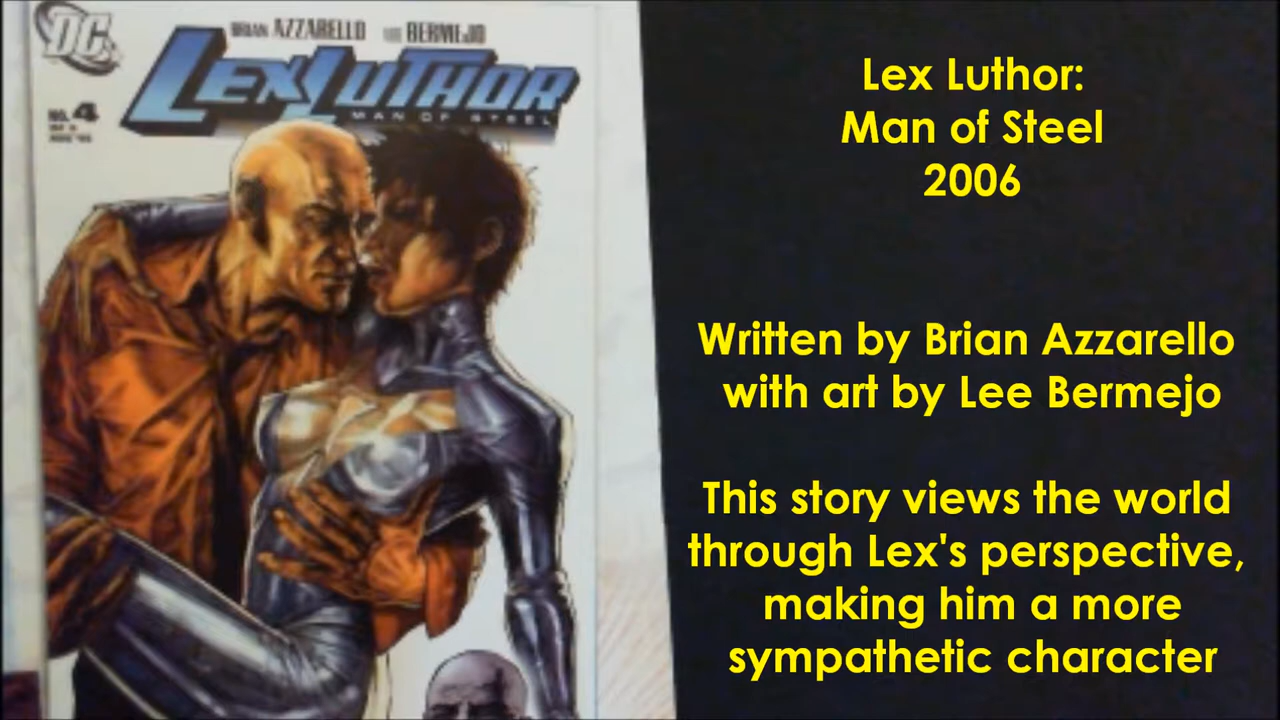 DC
BRIAN AZZARELLO LEE BERMEJO
LEX LUTHOR
MAN OF STEEL
NO. 4
Lex Luthor:
Man of Steel
2006
Written by Brian Azzarello
with art by Lee Bermejo
This story views the world
through Lex's perspective,
making him a more
sympathetic character